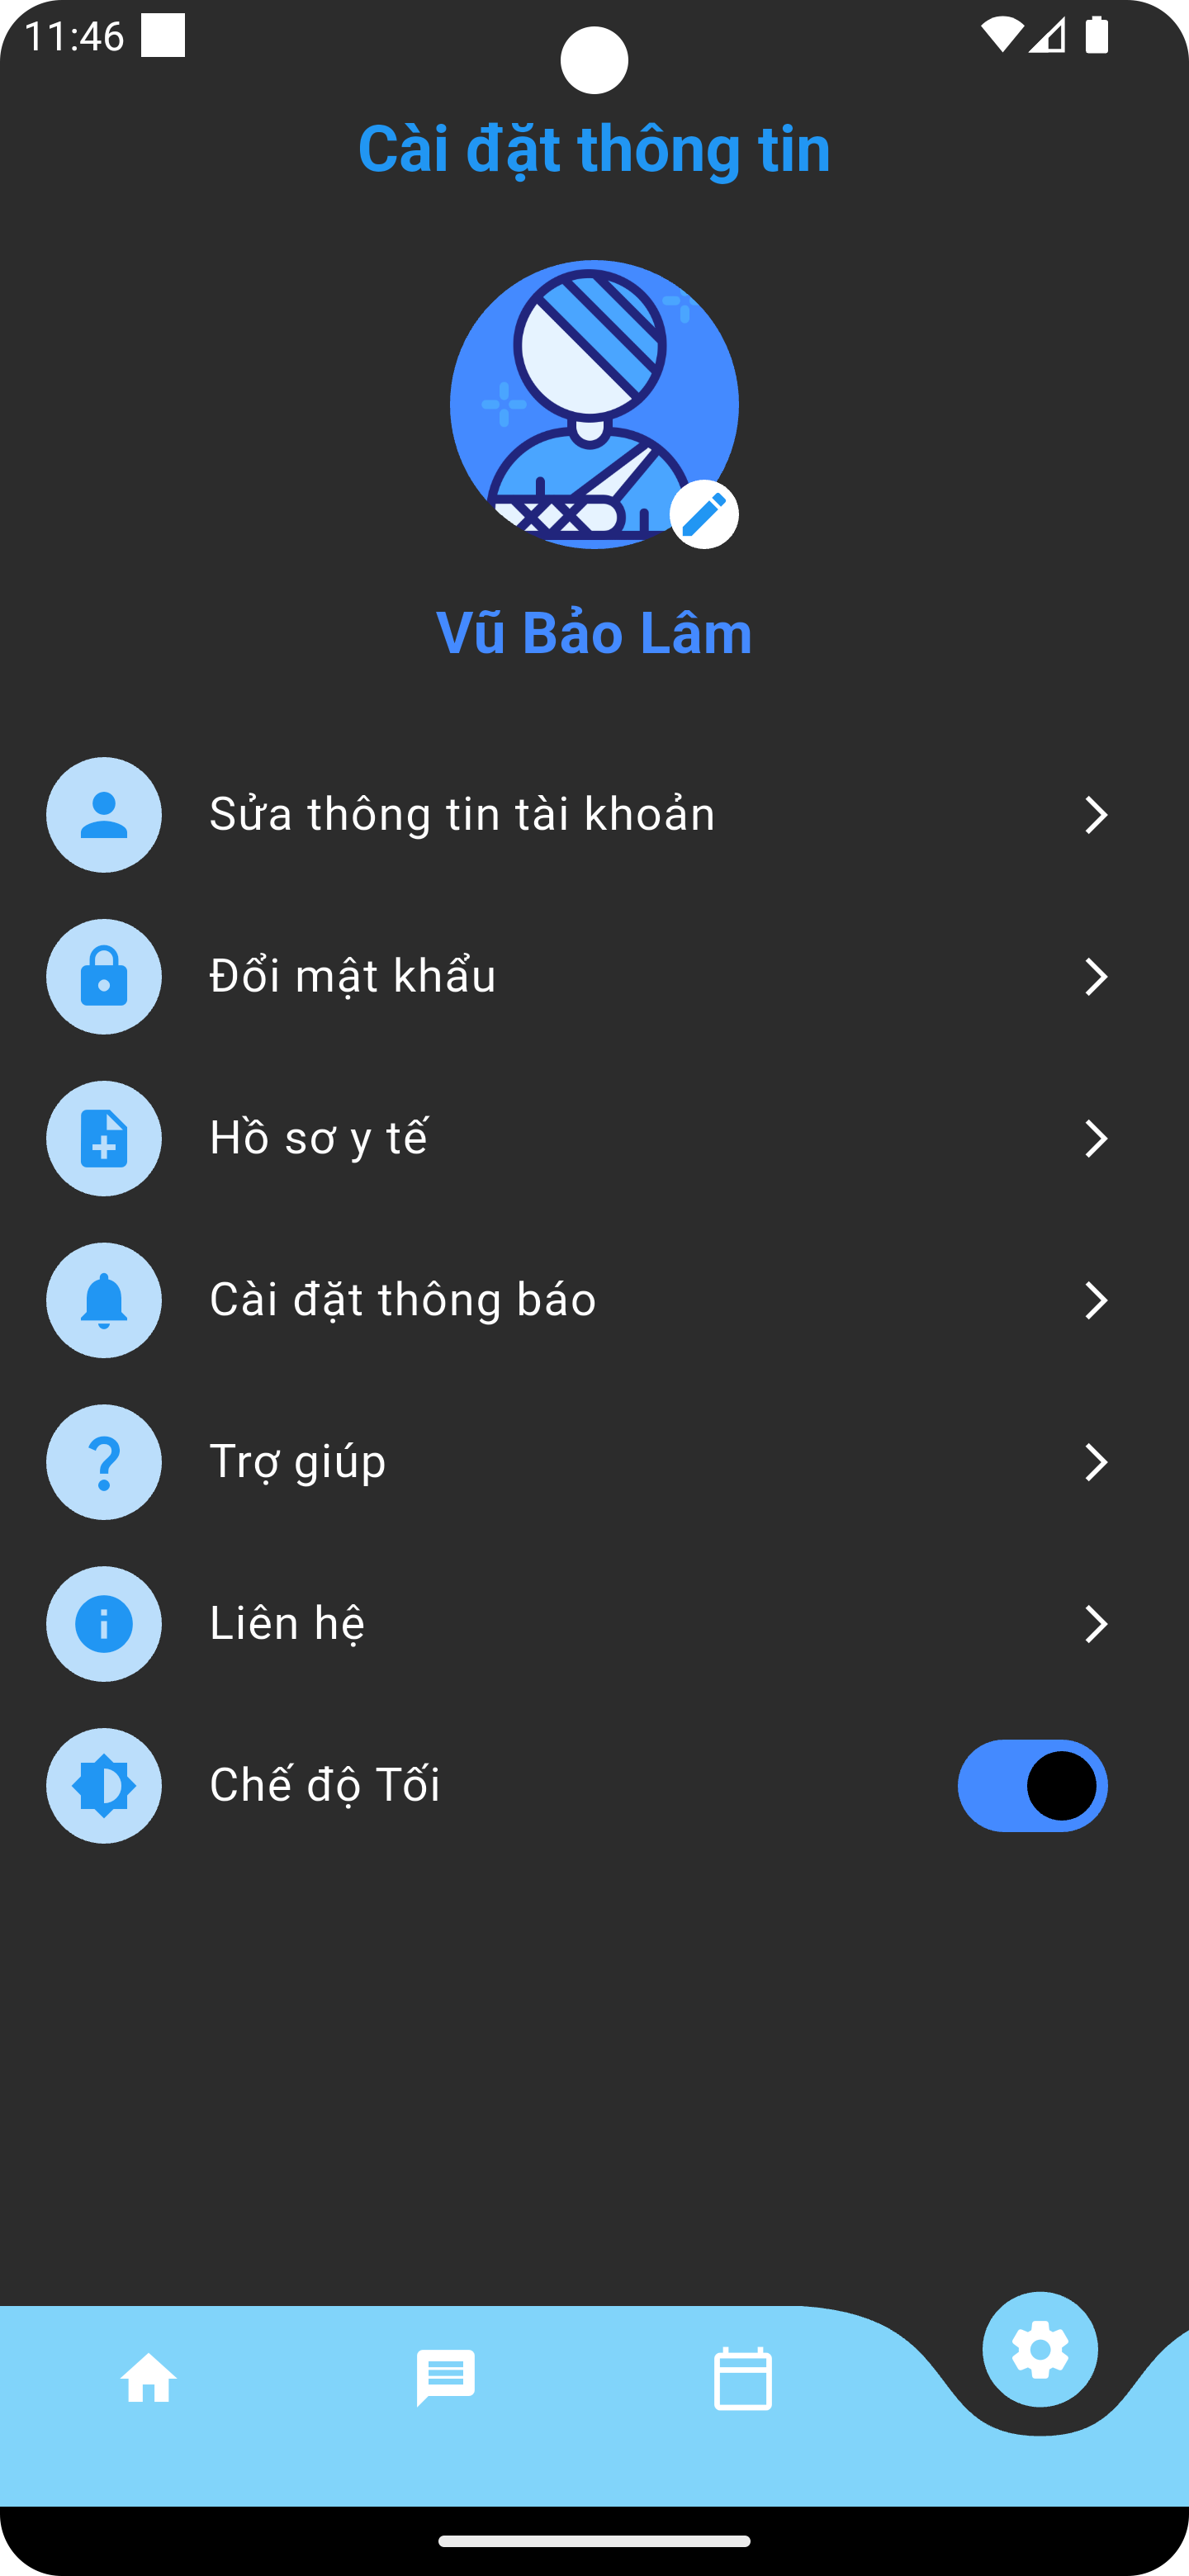 11:46
Cài đặt thông tin
Vũ Bảo Lâm
Sửa thông tin tài khoản
Đổi mật khẩu
Hồ sơ y tế
Cài đặt thông báo
Trợ giúp
Liên hệ
Chế độ Tối